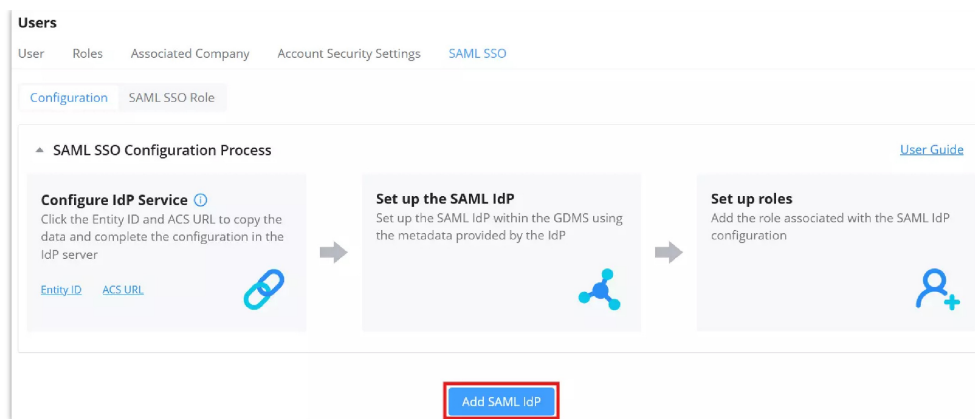 Users
User Roles Associated Company Account Security Settings SAML SSO
Configuration SAML SSO Role
SAML SSO Configuration Process User Guide
Configure IdP Service
Click the Entity ID and ACS URL to copy the
data and complete the configuration in the
IdP server
Entity ID ACS URL
Set up the SAML IdP
Set up the SAML IdP within the GDMS using
the metadata provided by the IdP
Set up roles
Add the role associated with the SAML IdP
configuration
Add SAML IdP